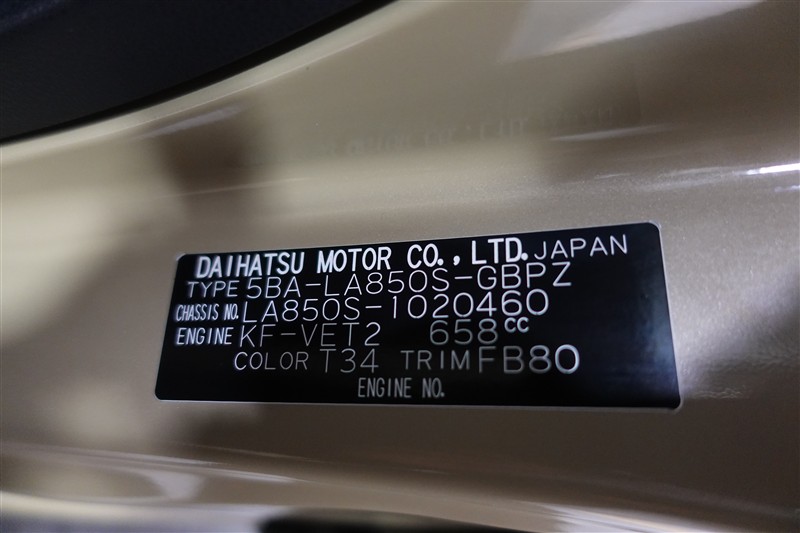 DAIHATSU MOTOR CO.,LTD. JAPAN
TYPE 5BA-LA850S-GBPZ
CHASSIS NO. LA850S-1020460
ENGINE KF-VET2 658cc
COLOR T34 TRIM FB80
ENGINE NO.